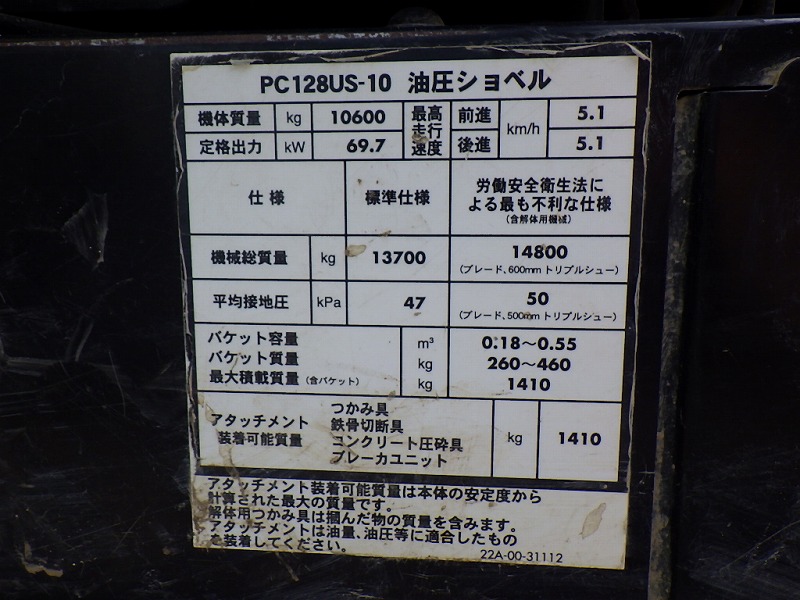 PC128US-10 油圧ショベル
機体質量 kg 10600 最高走行速度 前進 km/h 5.1
定格出力 kW 69.7 後進 5.1
仕様 標準仕様 労働安全衛生法に
よる最も不利な仕様
(含解体用機械)
機械総質量 kg 13700 14800
(ブレード、600mmトリプルシュー)
平均接地圧 kPa 47 50
(ブレード、500mmトリプルシュー)
バケット容量 m³ 0.18〜0.55
バケット質量 kg 260〜460
最大積載質量 (含バケット) kg 1410
アタッチメント
装着可能質量
つかみ具
鉄骨切断具
コンクリート圧砕具
ブレーカユニット
kg 1410
アタッチメント装着可能質量は本体の安定度から
計算された最大の質量です。
解体用つかみ具は掴んだ物の質量を含みます。
アタッチメントは油量、油圧等に適合したもの
を装着してください。
22A-00-31112